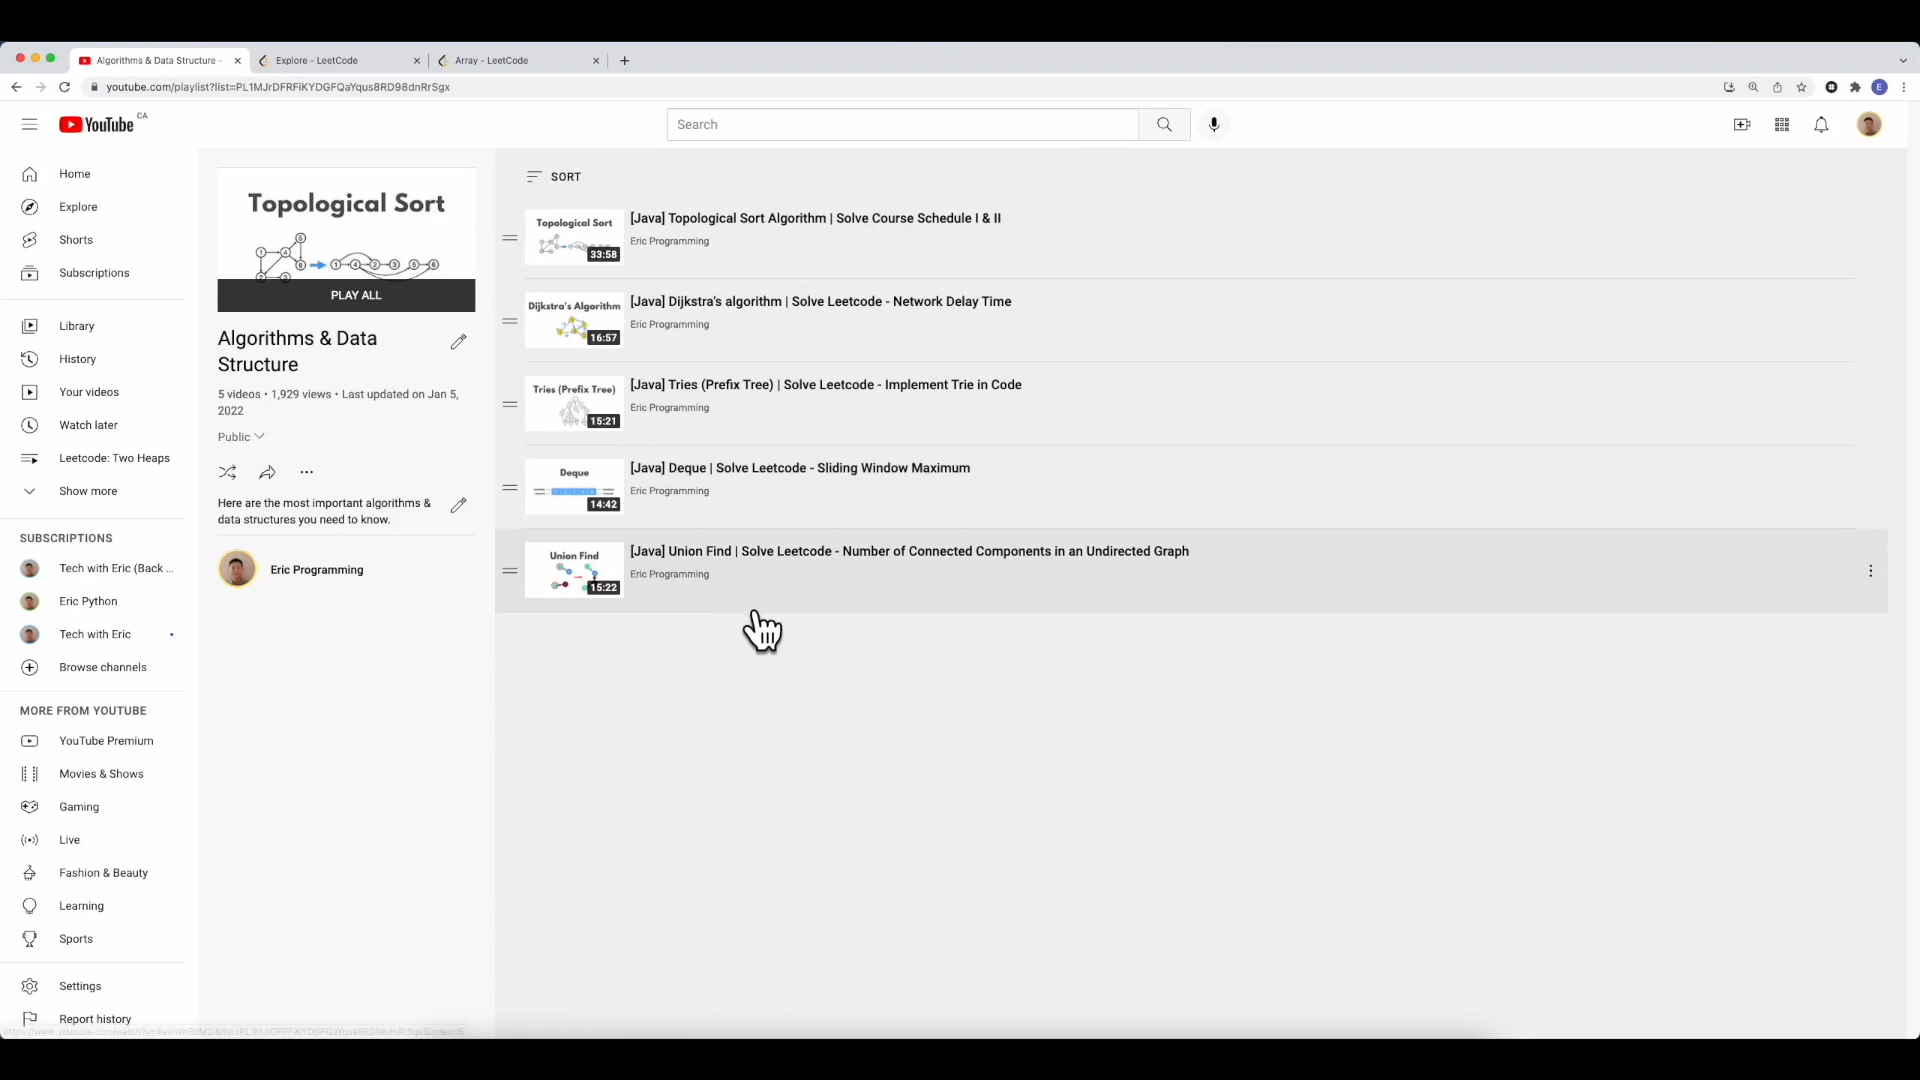 Algorithms & Data Structure -
Explore - LeetCode
Array - LeetCode
youtube.com/playlist?list=PL1MJrDFRFiKYDGFQaYqus8RD98dnRrSgx
E
YouTube CA
Search
Home
Explore
Shorts
Subscriptions
Library
History
Your videos
Watch later
Leetcode: Two Heaps
Show more
SUBSCRIPTIONS
Tech with Eric (Back ...
Eric Python
Tech with Eric
Browse channels
MORE FROM YOUTUBE
YouTube Premium
Movies & Shows
Gaming
Live
Fashion & Beauty
Learning
Sports
Settings
Report history
Topological Sort
PLAY ALL
Algorithms & Data
Structure
5 videos • 1,929 views • Last updated on Jan 5,
2022
Public
Here are the most important algorithms &
data structures you need to know.
Eric Programming
SORT
Topological Sort
33:58
[Java] Topological Sort Algorithm | Solve Course Schedule I & II
Eric Programming
Dijkstra's Algorithm
16:57
[Java] Dijkstra's algorithm | Solve Leetcode - Network Delay Time
Eric Programming
Tries (Prefix Tree)
15:21
[Java] Tries (Prefix Tree) | Solve Leetcode - Implement Trie in Code
Eric Programming
Deque
14:42
[Java] Deque | Solve Leetcode - Sliding Window Maximum
Eric Programming
Union Find
15:22
[Java] Union Find | Solve Leetcode - Number of Connected Components in an Undirected Graph
Eric Programming